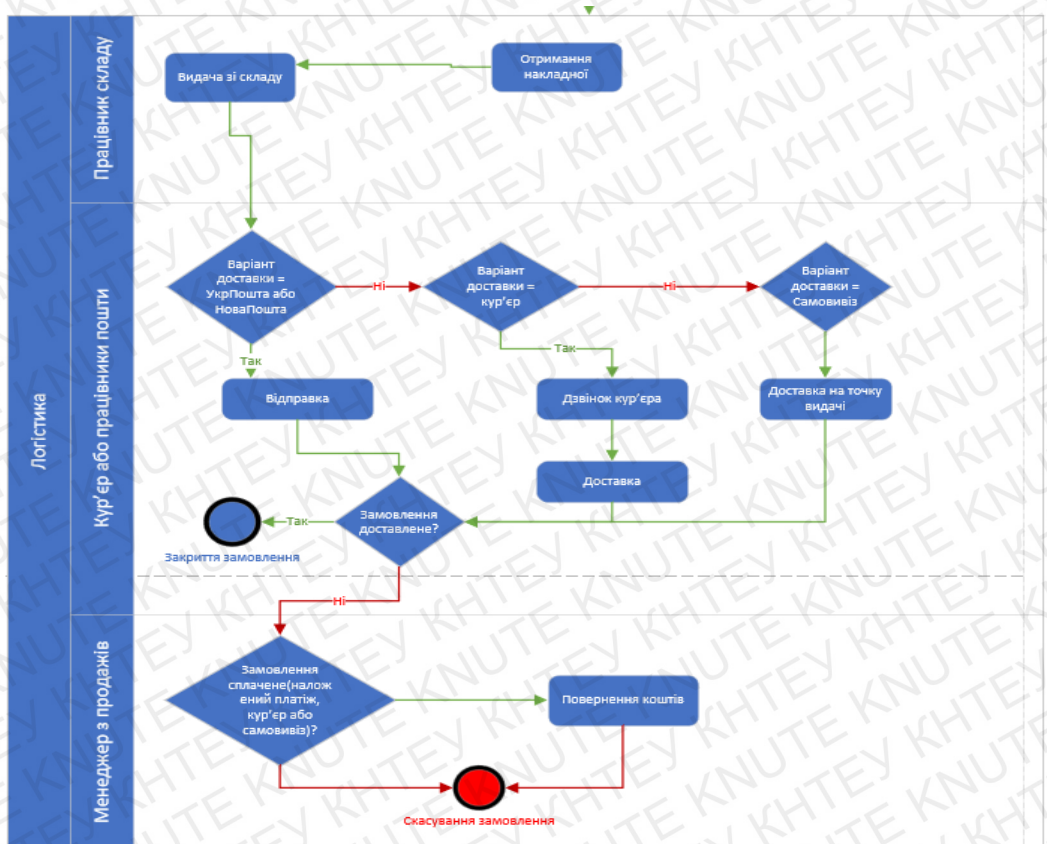 Логістика
Працівник складу
Видача зі складу
Отримання
накладної
Кур'єр або працівники пошти
Варіант
доставки =
УкрПошта або
НоваПошта
Ні
Варіант
доставки =
кур'єр
Ні
Варіант
доставки =
Самовивіз
Так
Так
Відправка
Дзвінок кур'єра
Доставка на точку
видачі
Доставка
Замовлення
доставлене?
Так
Закриття замовлення
Ні
Менеджер з продажів
Замовлення
сплачене(налож
ений платіж,
кур'єр або
самовивіз)?
Повернення коштів
Скасування замовлення
КНТЕУ KNUTE